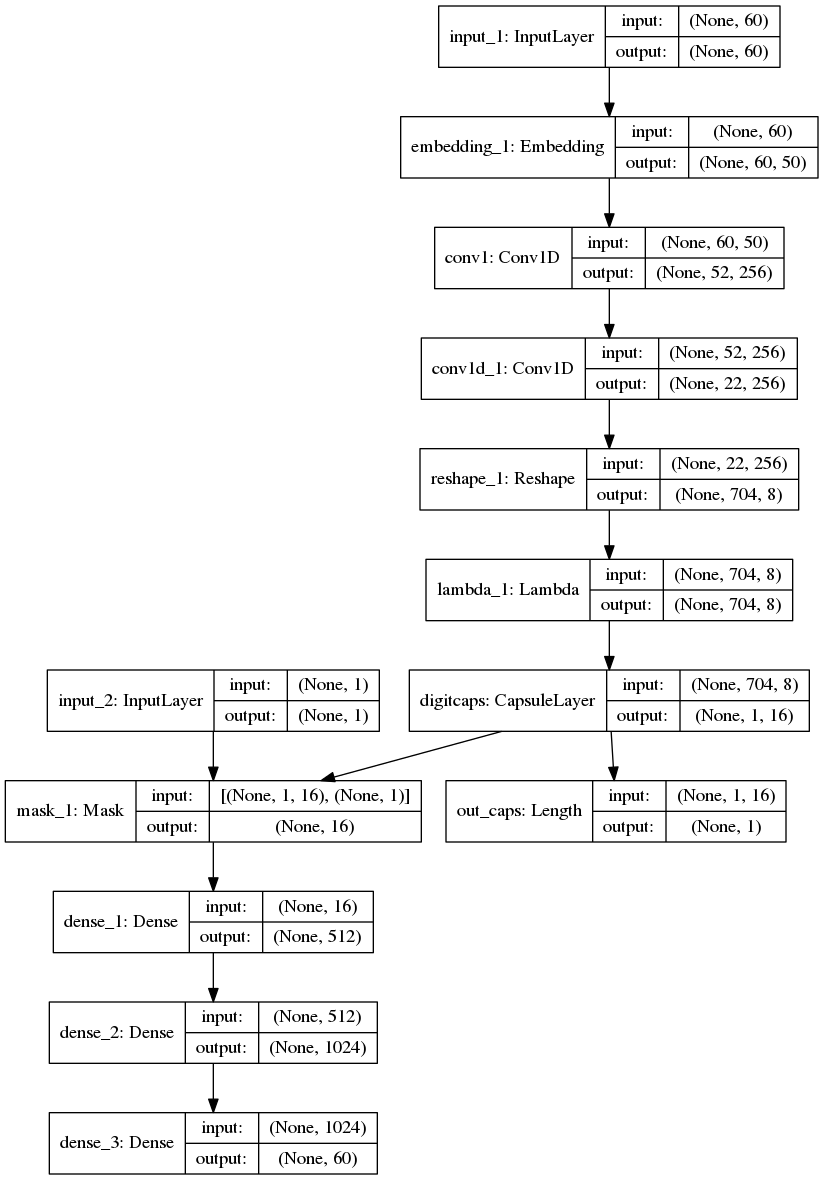 input_1: InputLayer
input: (None, 60)
output: (None, 60)
embedding_1: Embedding
input: (None, 60)
output: (None, 60, 50)
conv1: Conv1D
input: (None, 60, 50)
output: (None, 52, 256)
conv1d_1: Conv1D
input: (None, 52, 256)
output: (None, 22, 256)
reshape_1: Reshape
input: (None, 22, 256)
output: (None, 704, 8)
lambda_1: Lambda
input: (None, 704, 8)
output: (None, 704, 8)
input_2: InputLayer
input: (None, 1)
output: (None, 1)
digitcaps: CapsuleLayer
input: (None, 704, 8)
output: (None, 1, 16)
mask_1: Mask
input: [(None, 1, 16), (None, 1)]
output: (None, 16)
out_caps: Length
input: (None, 1, 16)
output: (None, 1)
dense_1: Dense
input: (None, 16)
output: (None, 512)
dense_2: Dense
input: (None, 512)
output: (None, 1024)
dense_3: Dense
input: (None, 1024)
output: (None, 60)